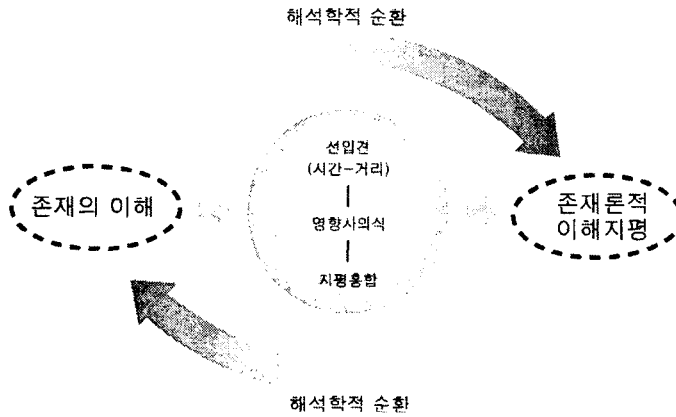 해석학적 순환
선입견
(시간-거리)
존재의 이해
영향사의식
존재론적
이해지평
지평융합
해석학적 순환